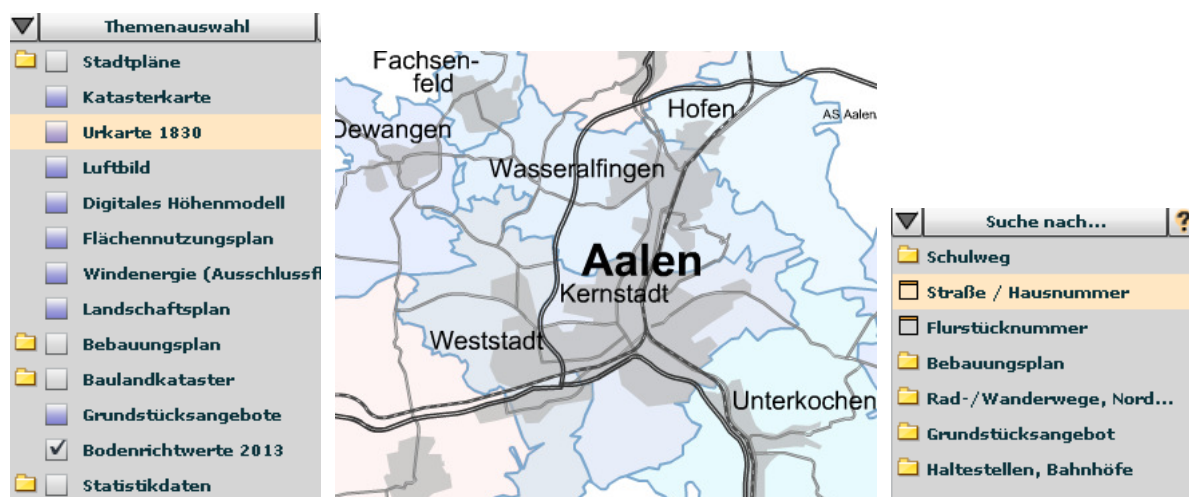 Themenauswahl
Stadtpläne
Katasterkarte
Urkarte 1830
Luftbild
Digitales Höhenmodell
Flächennutzungsplan
Windenergie (Ausschlussfl
Landschaftsplan
Bebauungsplan
Baulandkataster
Grundstücksangebote
Bodenrichtwerte 2013
Statistikdaten
Fachsen-
feld
Hofen
AS Aalen
Dewangen
Wasseralfingen
Aalen
Kernstadt
Weststadt
Unterkochen
Suche nach...
?
Schulweg
Straße / Hausnummer
Flurstücknummer
Bebauungsplan
Rad-/Wanderwege, Nord...
Grundstücksangebot
Haltestellen, Bahnhöfe